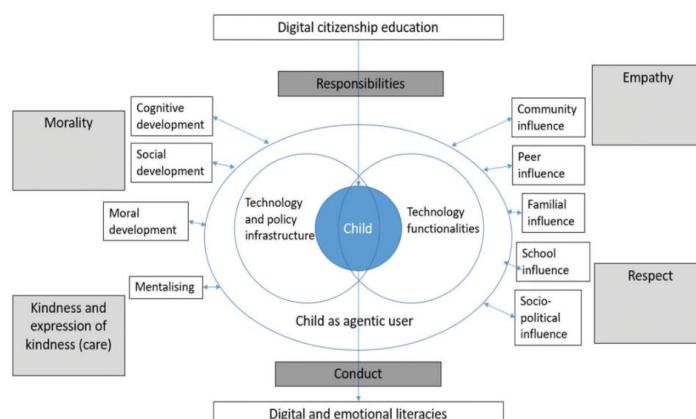 Digital citizenship education
Responsibilities
Empathy
Morality
Cognitive
development
Community
influence
Social
development
Peer
influence
Technology
and policy
infrastructure
Child
Technology
functionalities
Familial
influence
Moral
development
School
influence
Respect
Mentalising
Kindness and
expression of
kindness (care)
Child as agentic user
Socio-
political
influence
Conduct
Digital and emotional literacies